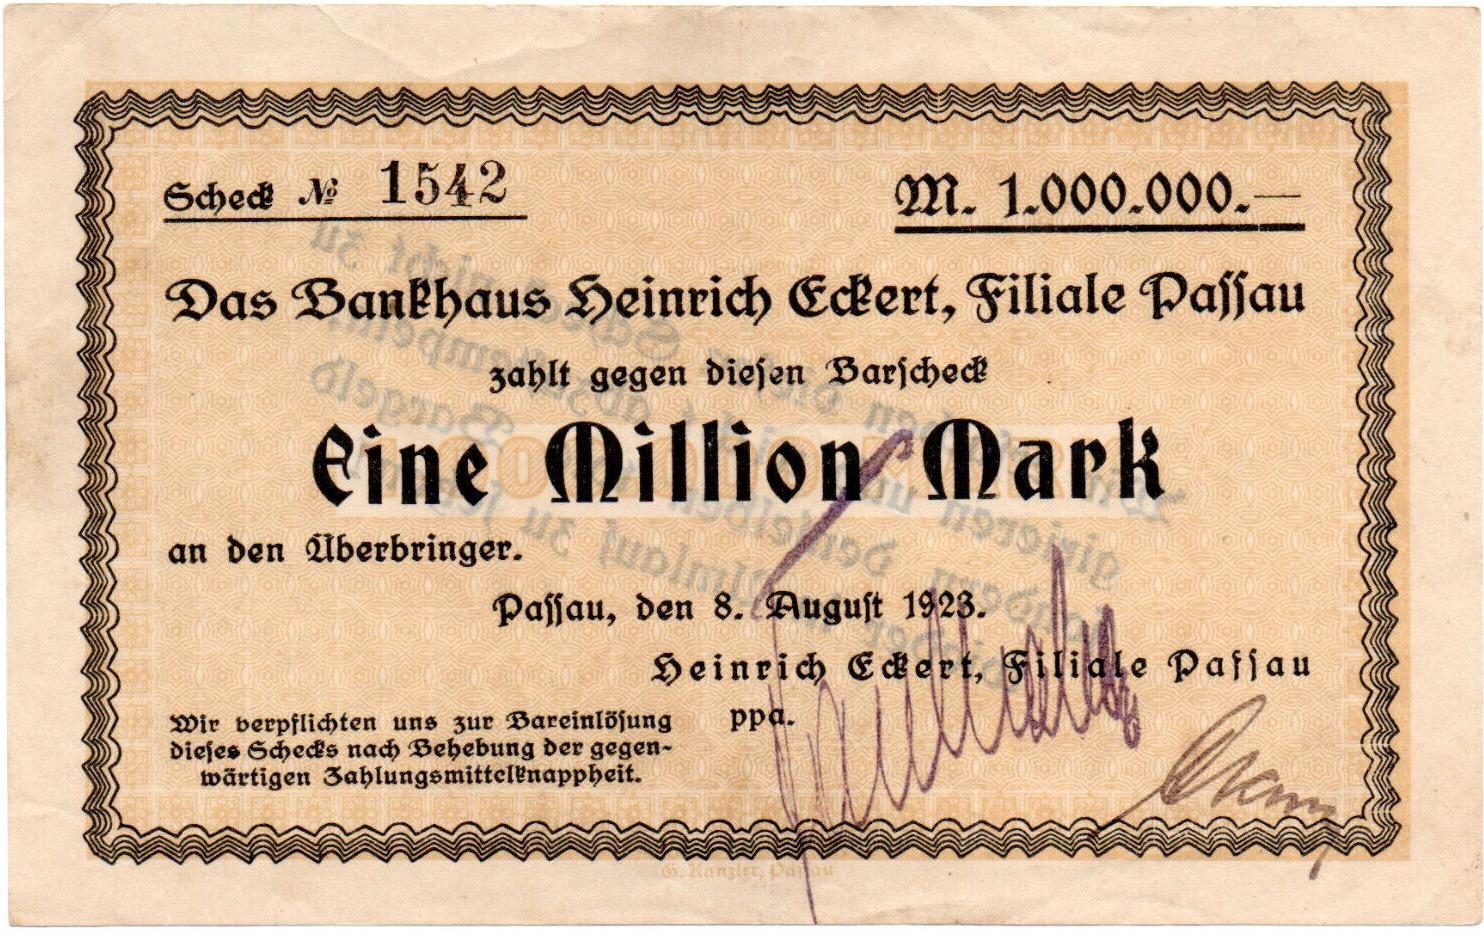 Scheck № 1542
M. 1.000.000.—
Das Bankhaus Heinrich Eckert, Filiale Passau
zahlt gegen diesen Barscheck
Eine Million Mark
an den Überbringer.
Passau, den 8. August 1923.
Heinrich Eckert, Filiale Passau
ppa.
Wir verpflichten uns zur Bareinlösung
dieses Schecks nach Behebung der gegen-
wärtigen Zahlungsmittelknappheit.
G. Kanzler, Passau